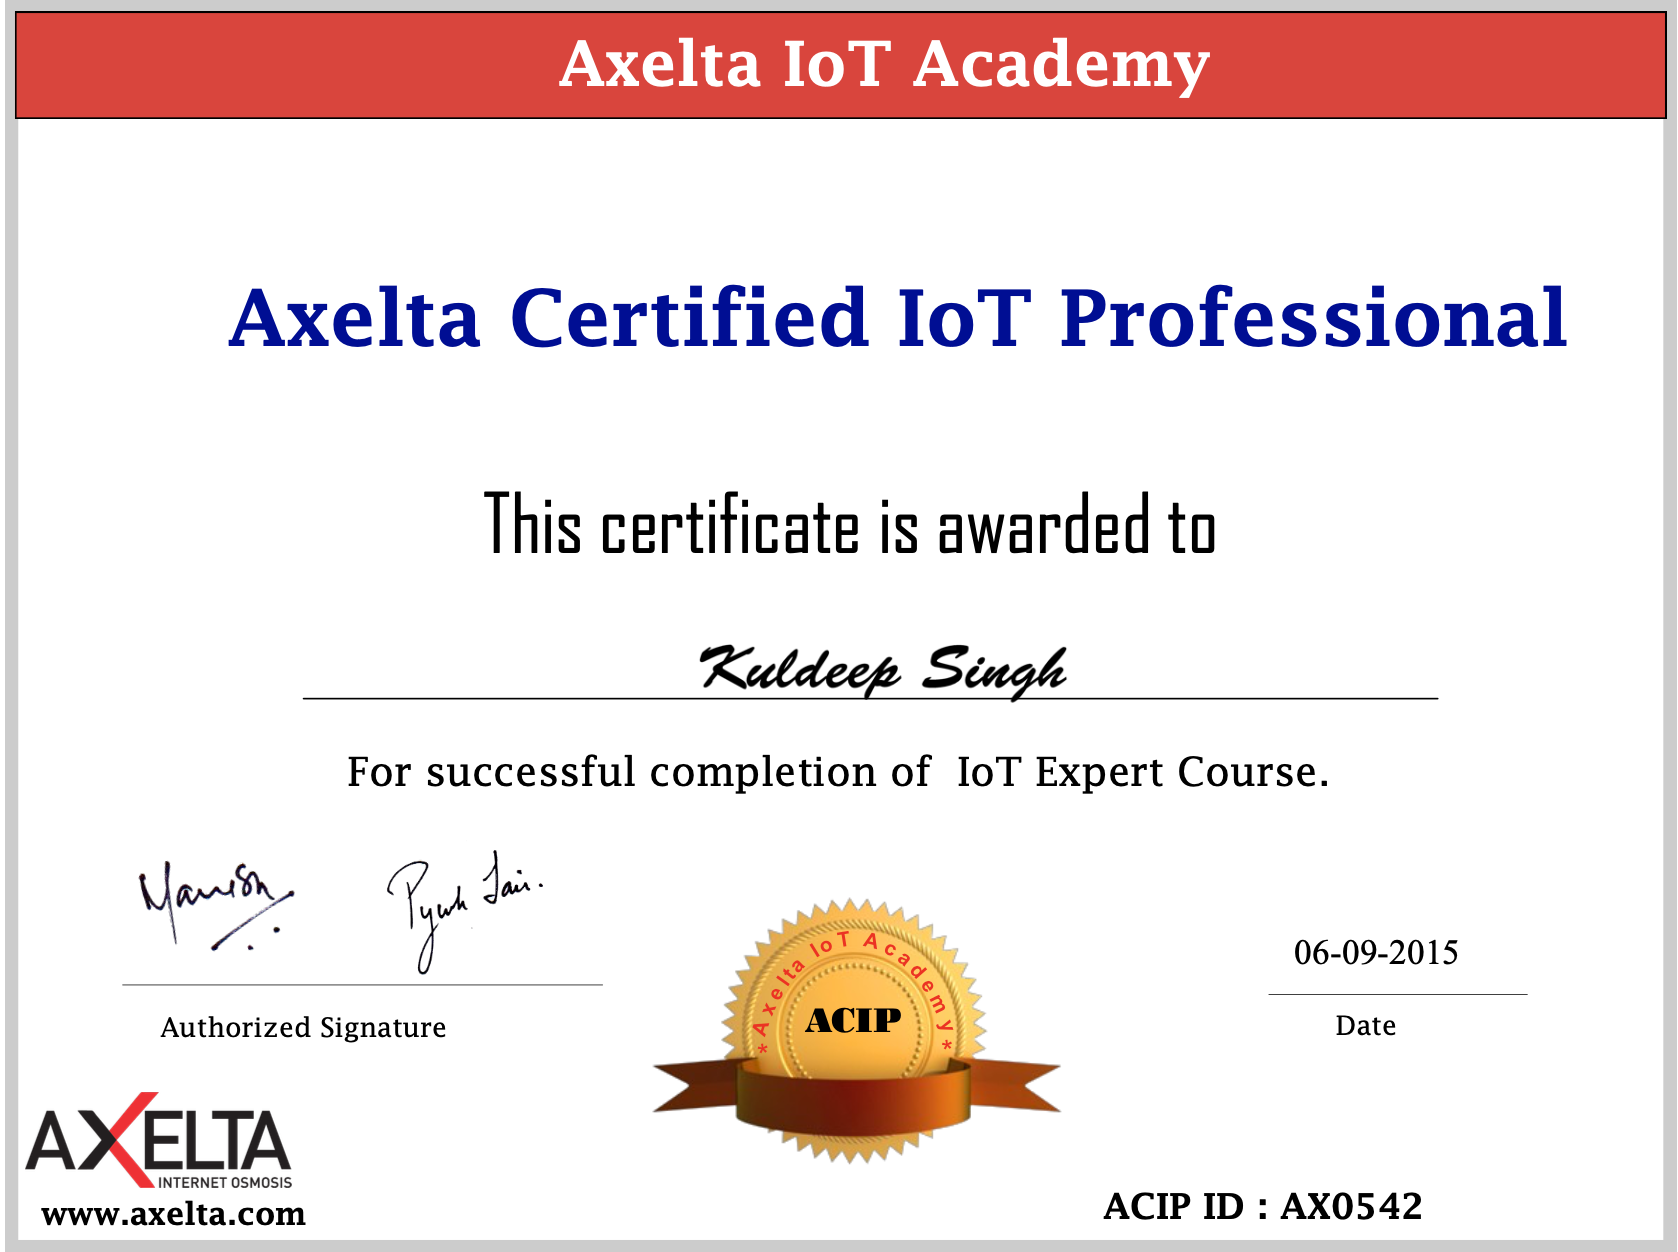 Axelta IoT Academy
Axelta Certified IoT Professional
This certificate is awarded to
Kuldeep Singh
For successful completion of IoT Expert Course.
Manish
Jain.
06-09-2015
Authorized Signature
Date
* Axelta IoT Academy *
ACIP
AXELTA
INTERNET OSMOSIS
www.axelta.com
ACIP ID : AX0542